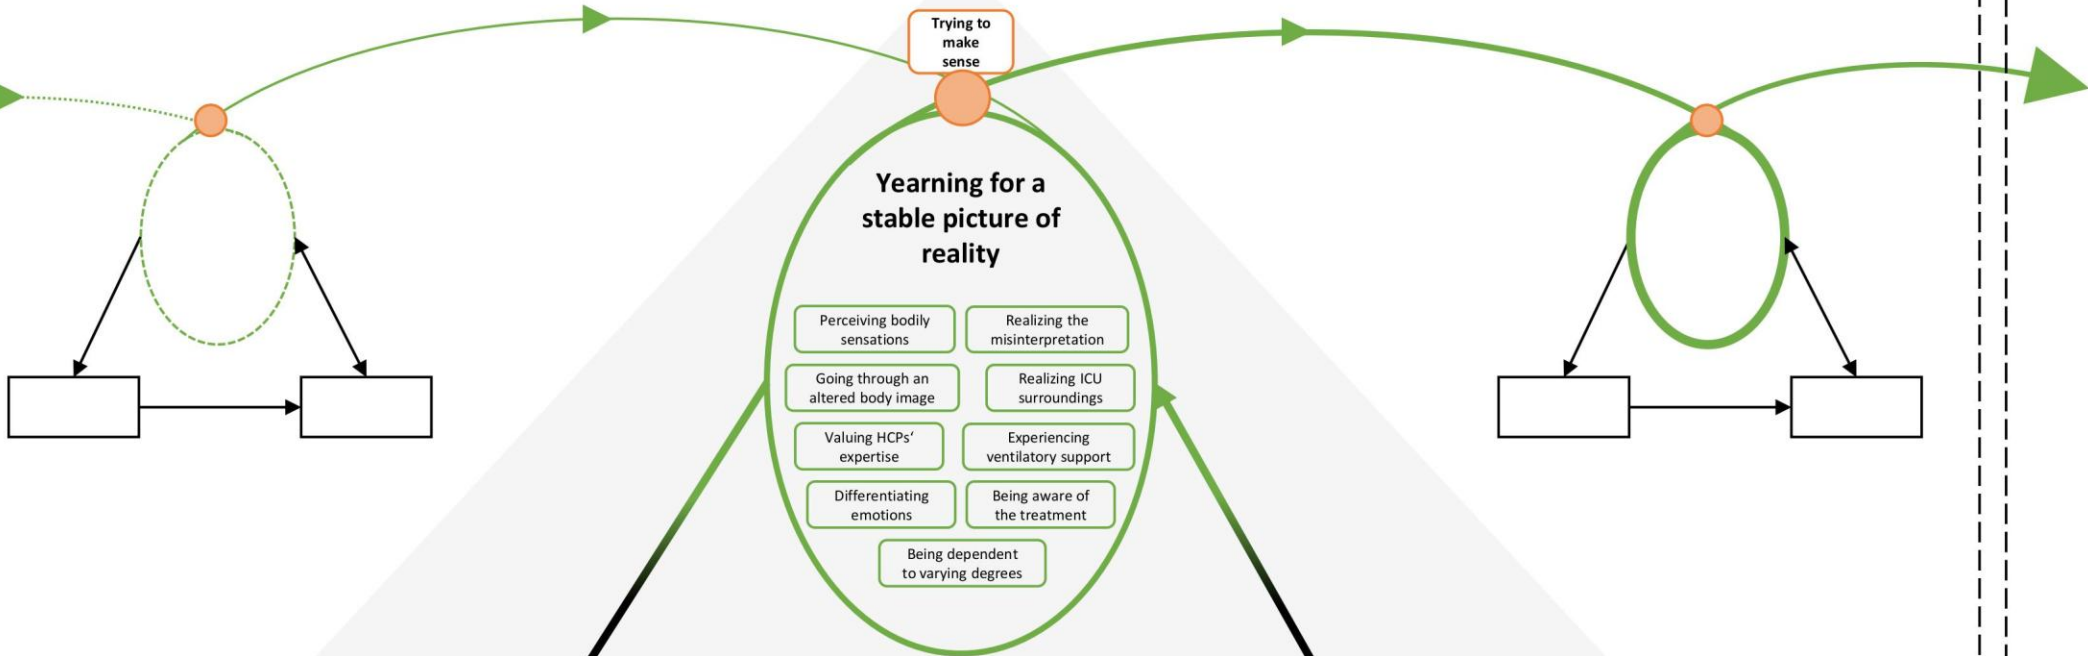 Trying to
make
sense
Yearning for a
stable picture of
reality
Perceiving bodily
sensations
Realizing the
misinterpretation
Going through an
altered body image
Realizing ICU
surroundings
Valuing HCPs‘
expertise
Experiencing
ventilatory support
Differentiating
emotions
Being aware of
the treatment
Being dependent
to varying degrees